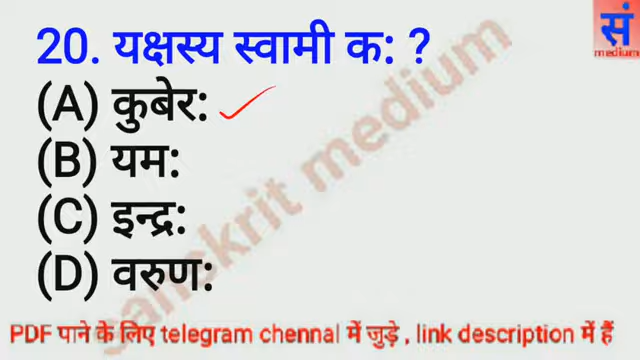 सं
medium
20. यक्षस्य स्वामी क: ?
(A) कुबेर:
(B) यम:
(C) इन्द्र:
(D) वरुण:
sanskrit medium
PDF पाने के लिए telegram chennal में जुड़े , link description में हैं